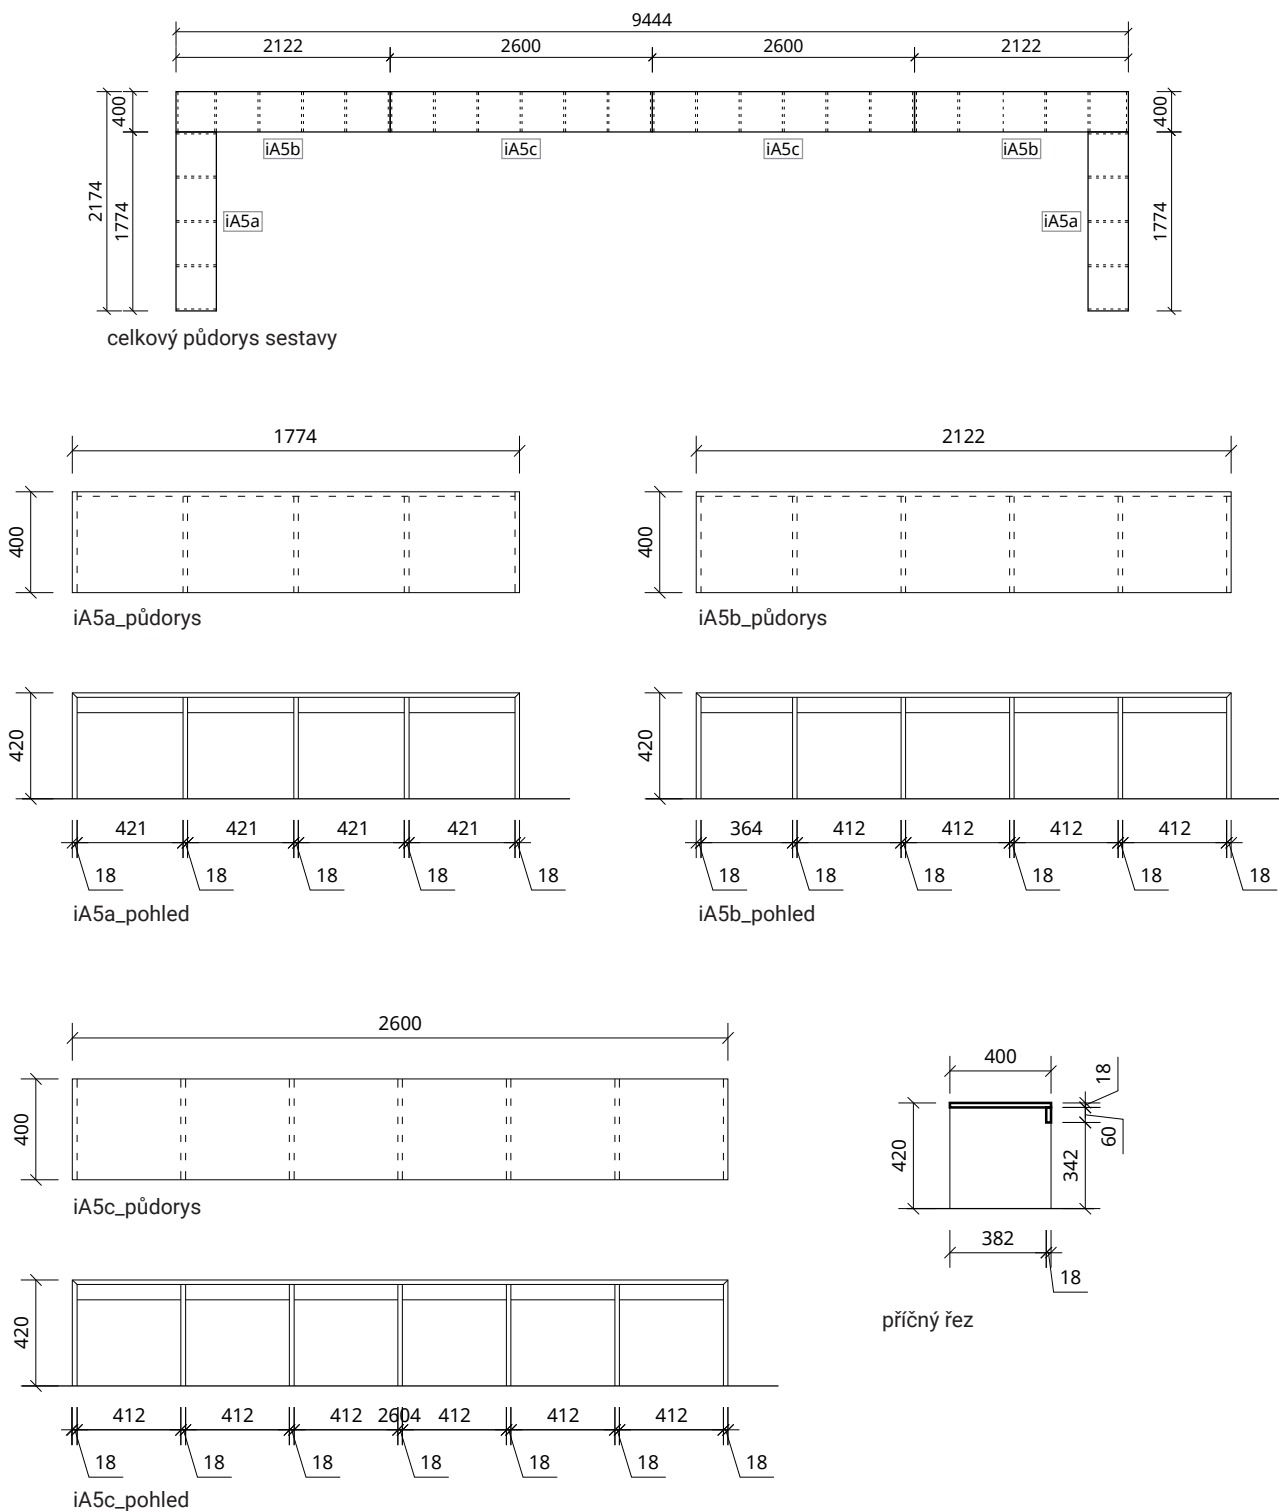 9444
2122 2600 2600 2122
400 400
iA5b iA5c iA5c iA5b
2174 1774 iA5a iA5a 1774
celkový půdorys sestavy
1774
400
iA5a_půdorys
2122
400
iA5b_půdorys
420
421 421 421 421
18 18 18 18 18
iA5a_pohled
420
364 412 412 412 412
18 18 18 18 18 18
iA5b_pohled
2600
400
iA5c_půdorys
400
18
420 60
342
382
18
příčný řez
420
412 412 412 2604 412 412 412
18 18 18 18 18 18 18
iA5c_pohled